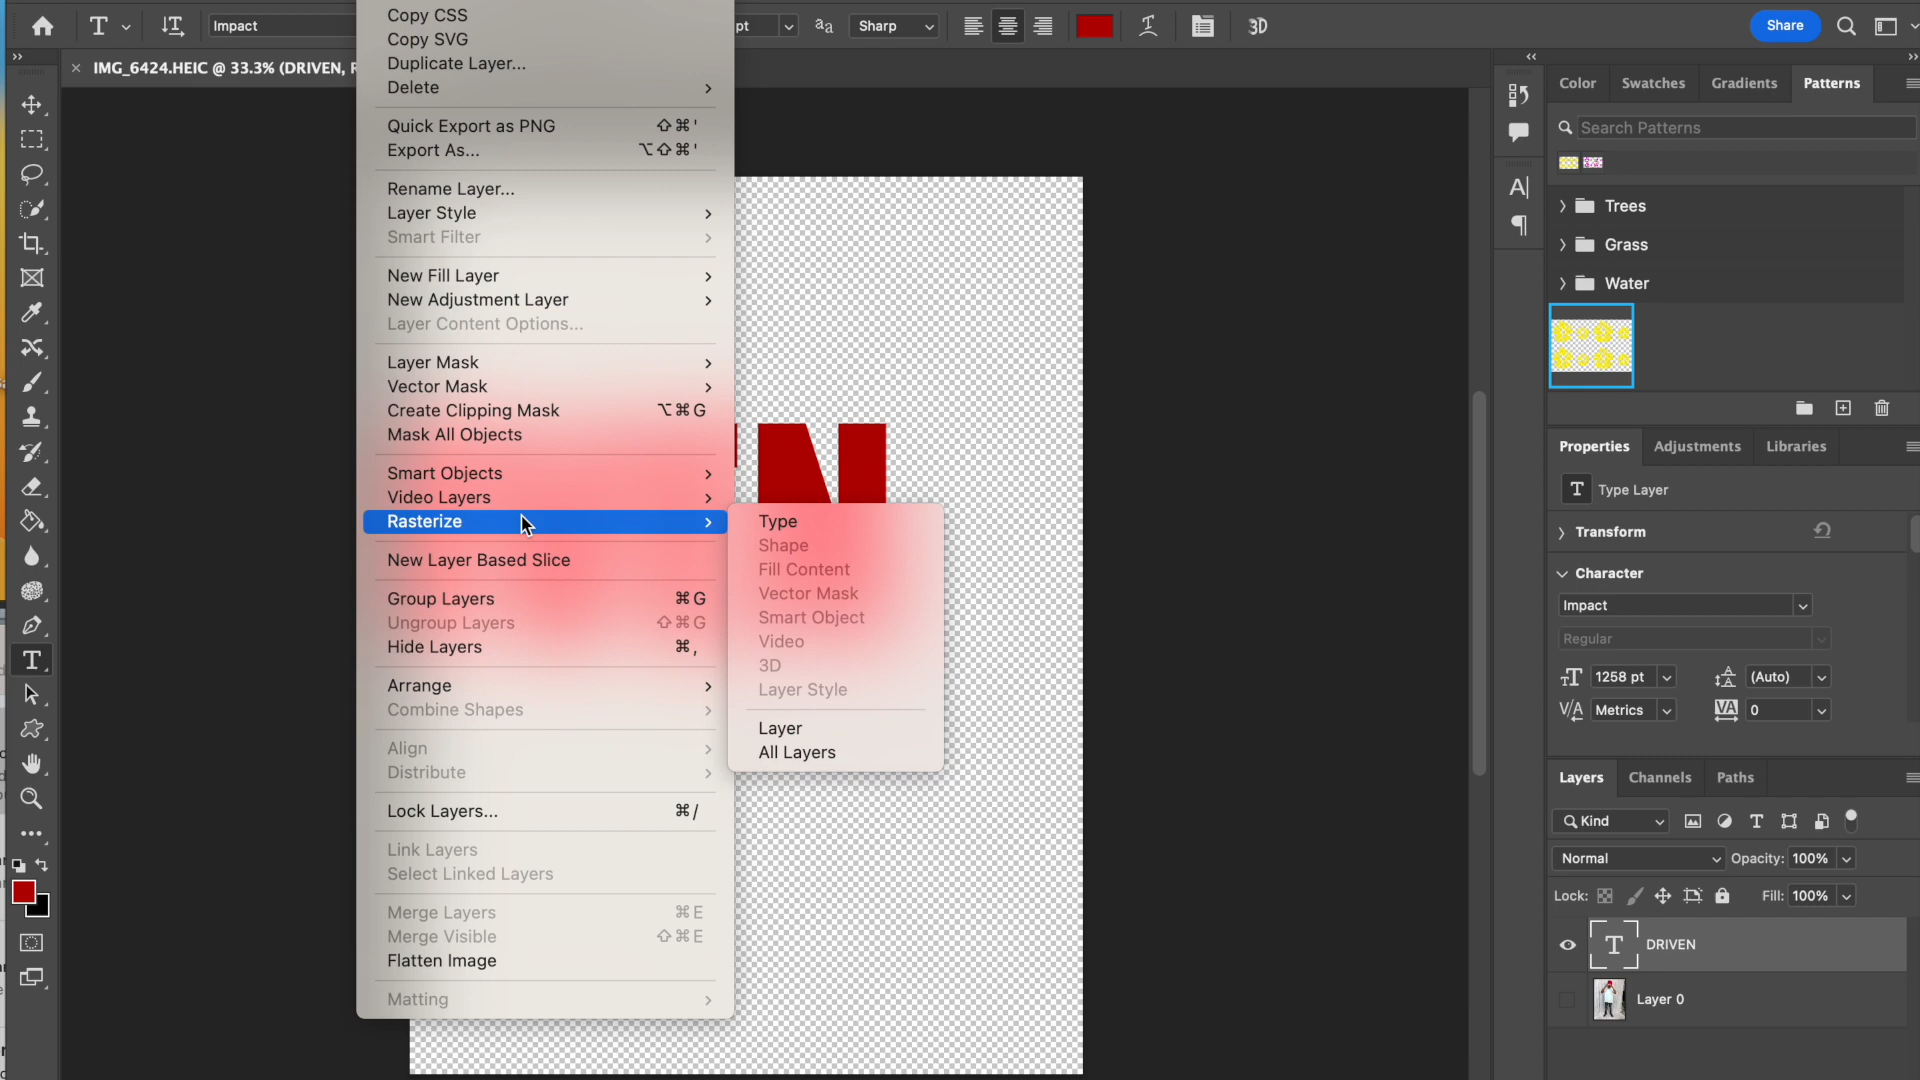 Impact
pt
Sharp
3D
Share
IMG_6424.HEIC @ 33.3% (DRIVEN, R
Copy CSS
Copy SVG
Duplicate Layer...
Delete
Quick Export as PNG ⇧⌘'
Export As... ⌥⇧⌘'
Rename Layer...
Layer Style
Smart Filter
New Fill Layer
New Adjustment Layer
Layer Content Options...
Layer Mask
Vector Mask
Create Clipping Mask ⌥⌘G
Mask All Objects
Smart Objects
Video Layers
Rasterize
New Layer Based Slice
Group Layers ⌘G
Ungroup Layers ⇧⌘G
Hide Layers ⌘,
Arrange
Combine Shapes
Align
Distribute
Lock Layers... ⌘/
Link Layers
Select Linked Layers
Merge Layers ⌘E
Merge Visible ⇧⌘E
Flatten Image
Matting
Type
Shape
Fill Content
Vector Mask
Smart Object
Video
3D
Layer Style
Layer
All Layers
N
Color Swatches Gradients Patterns
Search Patterns
Trees
Grass
Water
Properties Adjustments Libraries
Type Layer
Transform
Character
Impact
Regular
1258 pt (Auto)
Metrics 0
Layers Channels Paths
Kind
Normal Opacity: 100%
Lock: Fill: 100%
DRIVEN
Layer 0